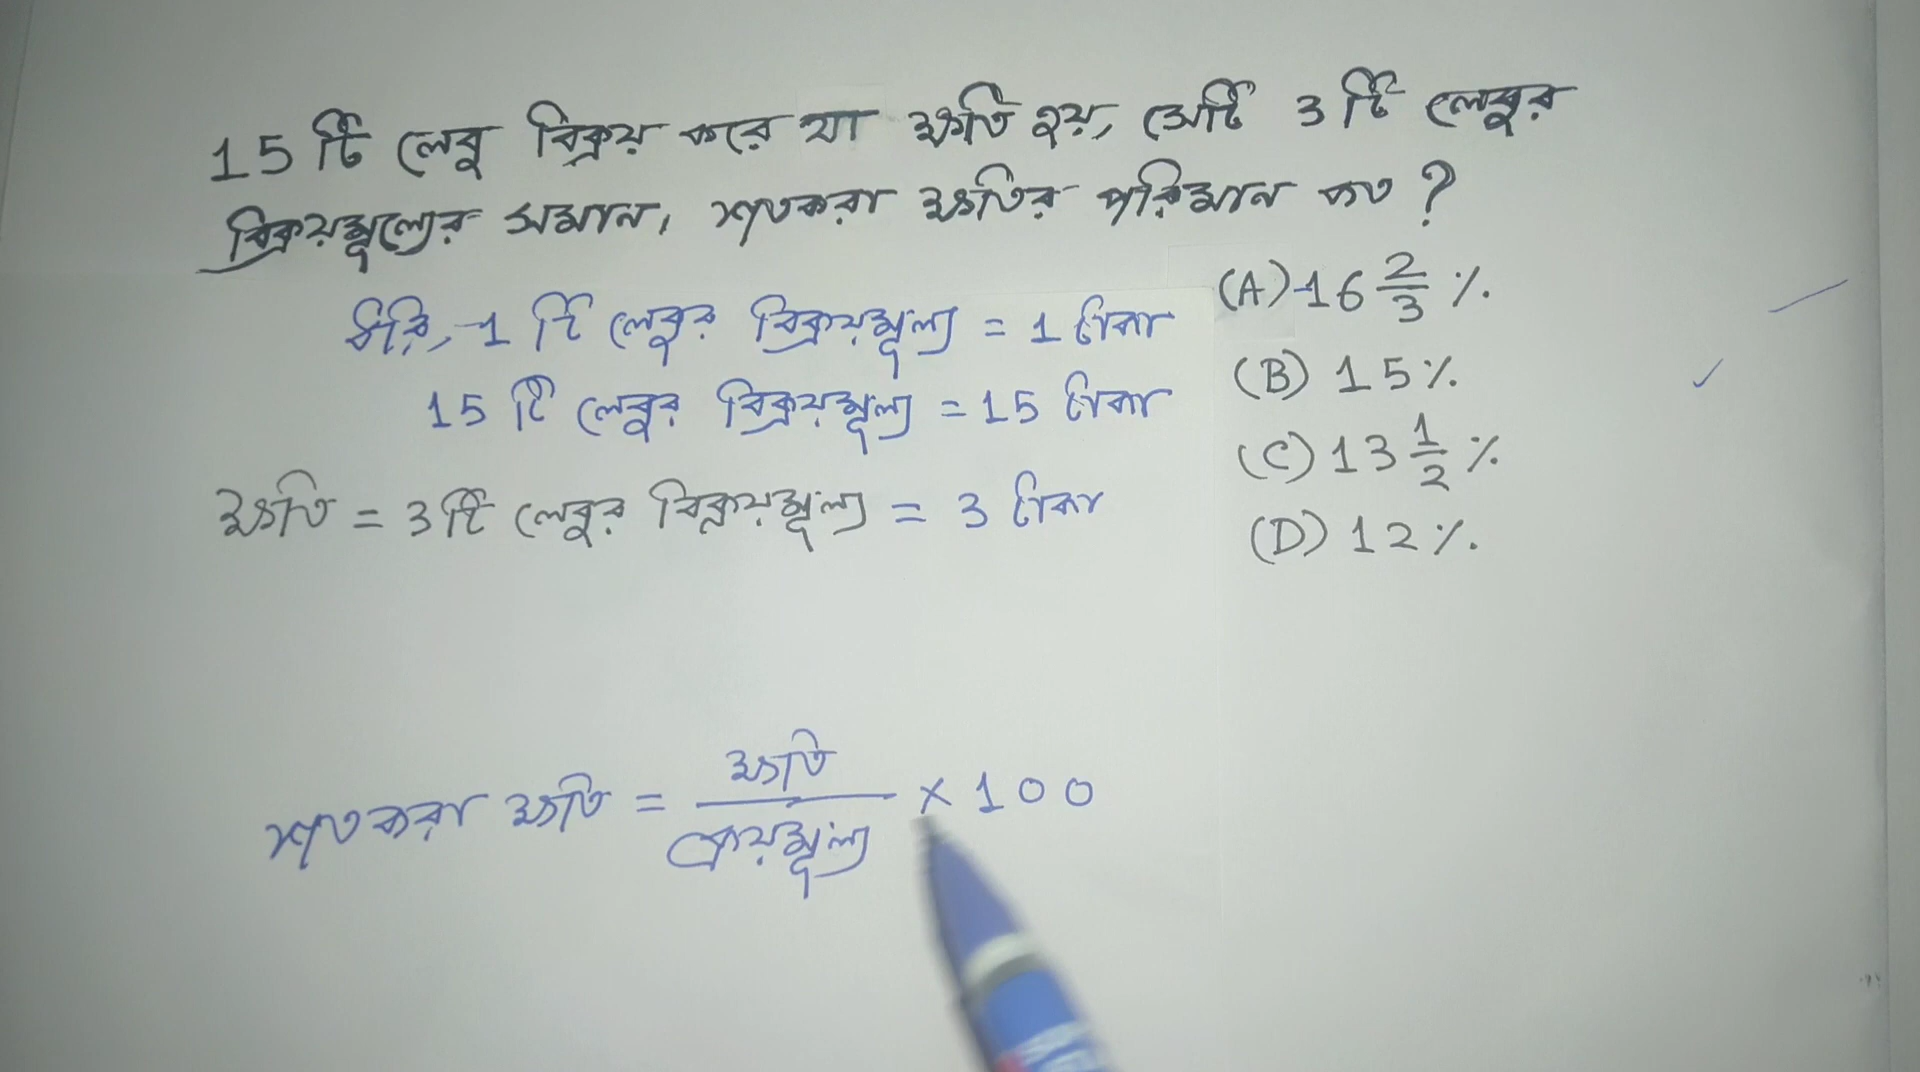 15 টি লেবু বিক্রয় করে যা ক্ষতি হয়, সেটি 3 টি লেবুর
বিক্রয়মূল্যের সমান, শতকরা ক্ষতির পরিমান কত ?
(A) 16 2/3 %.
ধরি, 1 টি লেবুর বিক্রয়মূল্য = 1 টাকা
(B) 15 %.
15 টি লেবুর বিক্রয়মূল্য = 15 টাকা
(C) 13 1/2 %.
ক্ষতি = 3 টি লেবুর বিক্রয়মূল্য = 3 টাকা
(D) 12 %.
শতকরা ক্ষতি = ক্ষতি / ক্রয়মূল্য × 100